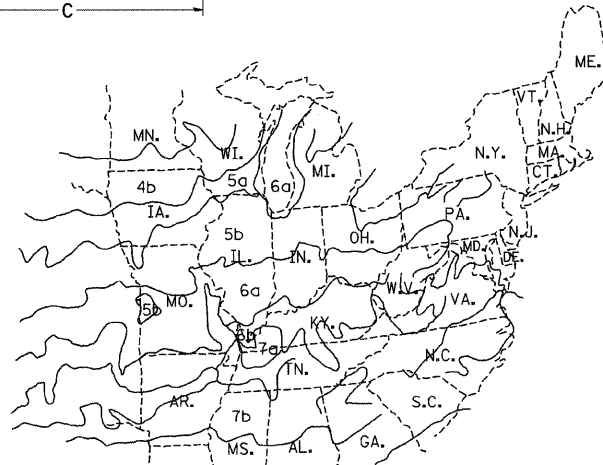 C
ME.
VT.
MN.
N.H.
WI.
N.Y.
MA.
MI.
CT.
4b
5a
6a
IA.
PA.
5b
OH.
N.J.
IL.
IN.
MD.
DE.
6a
W.V.
MO.
VA.
5b
KY.
6b
7a
TN.
N.C.
AR.
S.C.
7b
MS.
AL.
GA.